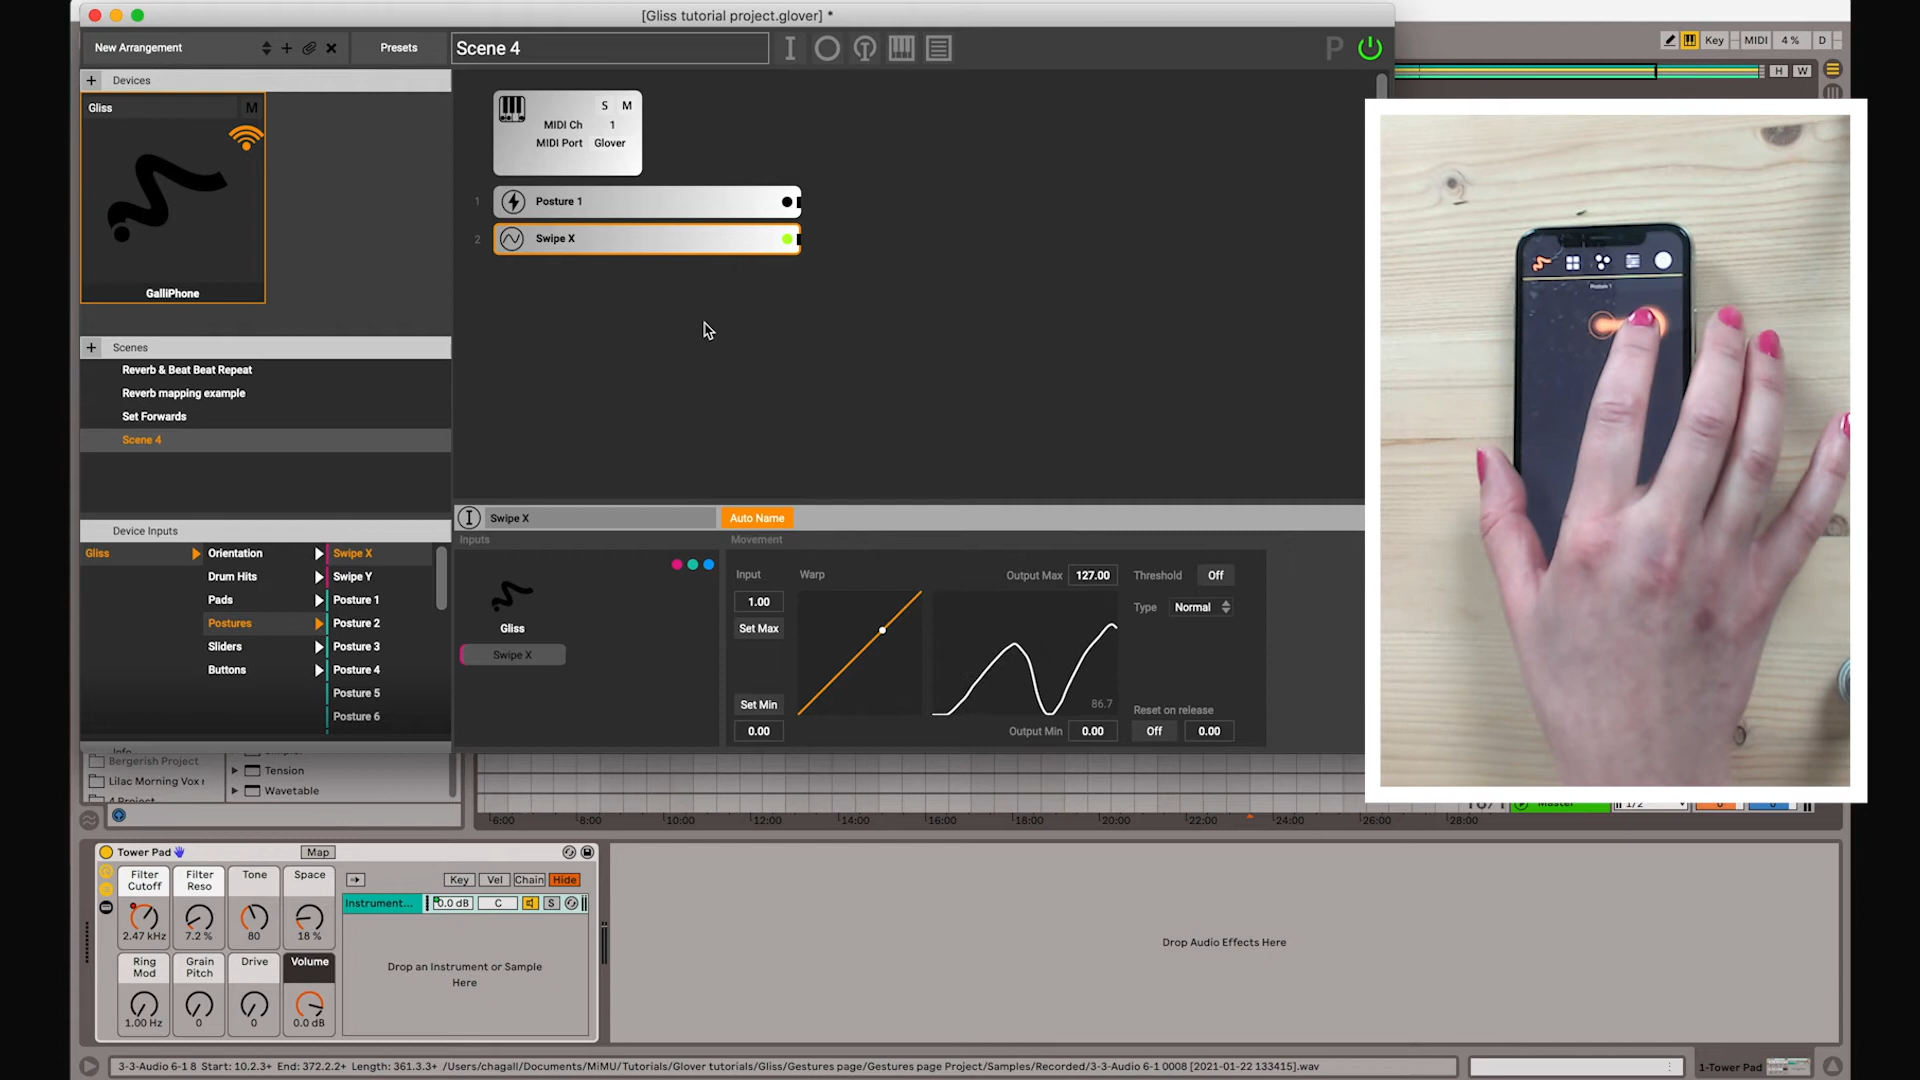 [Gliss tutorial project.glover] *
New Arrangement
Presets
Scene 4
P
Key
MIDI
4 %
D
H
W
Devices
Gliss
M
GalliPhone
S M
MIDI Ch 1
MIDI Port Glover
1 Posture 1
2 Swipe X
Scenes
Reverb & Beat Beat Repeat
Reverb mapping example
Set Forwards
Scene 4
Posture 1
Swipe X
Auto Name
Device Inputs
Gliss
Orientation
Drum Hits
Pads
Postures
Sliders
Buttons
Swipe X
Swipe Y
Posture 1
Posture 2
Posture 3
Posture 4
Posture 5
Posture 6
Inputs
Gliss
Swipe X
Movement
Input
1.00
Set Max
Set Min
0.00
Warp
Output Max 127.00
86.7
Output Min 0.00
Threshold Off
Type Normal
Reset on release
Off 0.00
Bergerish Project
Lilac Morning Vox
Tension
Wavetable
6:00 8:00 10:00 12:00 14:00 16:00 18:00 20:00 22:00 24:00 26:00 28:00
1/2
Tower Pad
Map
Filter Cutoff
2.47 kHz
Filter Reso
7.2 %
Tone
80
Space
18 %
Ring Mod
1.00 Hz
Grain Pitch
0
Drive
0
Volume
0.0 dB
Key Vel Chain Hide
Instrument... 0.0 dB C S
Drop an Instrument or Sample
Here
Drop Audio Effects Here
3-3-Audio 6-1 8 Start: 10.2.3+ End: 372.2.2+ Length: 361.3.3+ /Users/chagall/Documents/MiMU/Tutorials/Glover tutorials/Gliss/Gestures page/Gestures page Project/Samples/Recorded/3-3-Audio 6-1 0008 [2021-01-22 133415].wav
1-Tower Pad